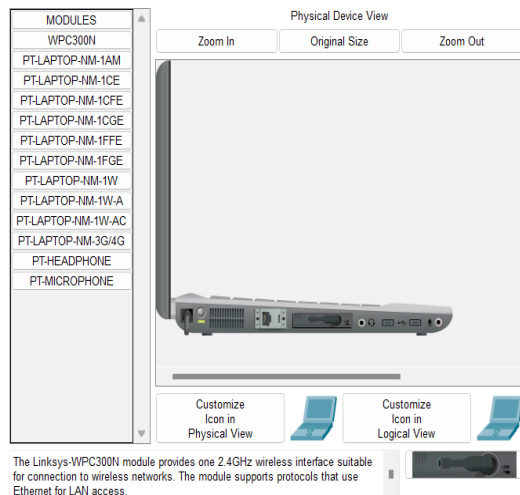 MODULES
WPC300N
PT-LAPTOP-NM-1AM
PT-LAPTOP-NM-1CE
PT-LAPTOP-NM-1CFE
PT-LAPTOP-NM-1CGE
PT-LAPTOP-NM-1FFE
PT-LAPTOP-NM-1FGE
PT-LAPTOP-NM-1W
PT-LAPTOP-NM-1W-A
PT-LAPTOP-NM-1W-AC
PT-LAPTOP-NM-3G/4G
PT-HEADPHONE
PT-MICROPHONE
Physical Device View
Zoom In
Original Size
Zoom Out
Customize
Icon in
Physical View
Customize
Icon in
Logical View
The Linksys-WPC300N module provides one 2.4GHz wireless interface suitable
for connection to wireless networks. The module supports protocols that use
Ethernet for LAN access.